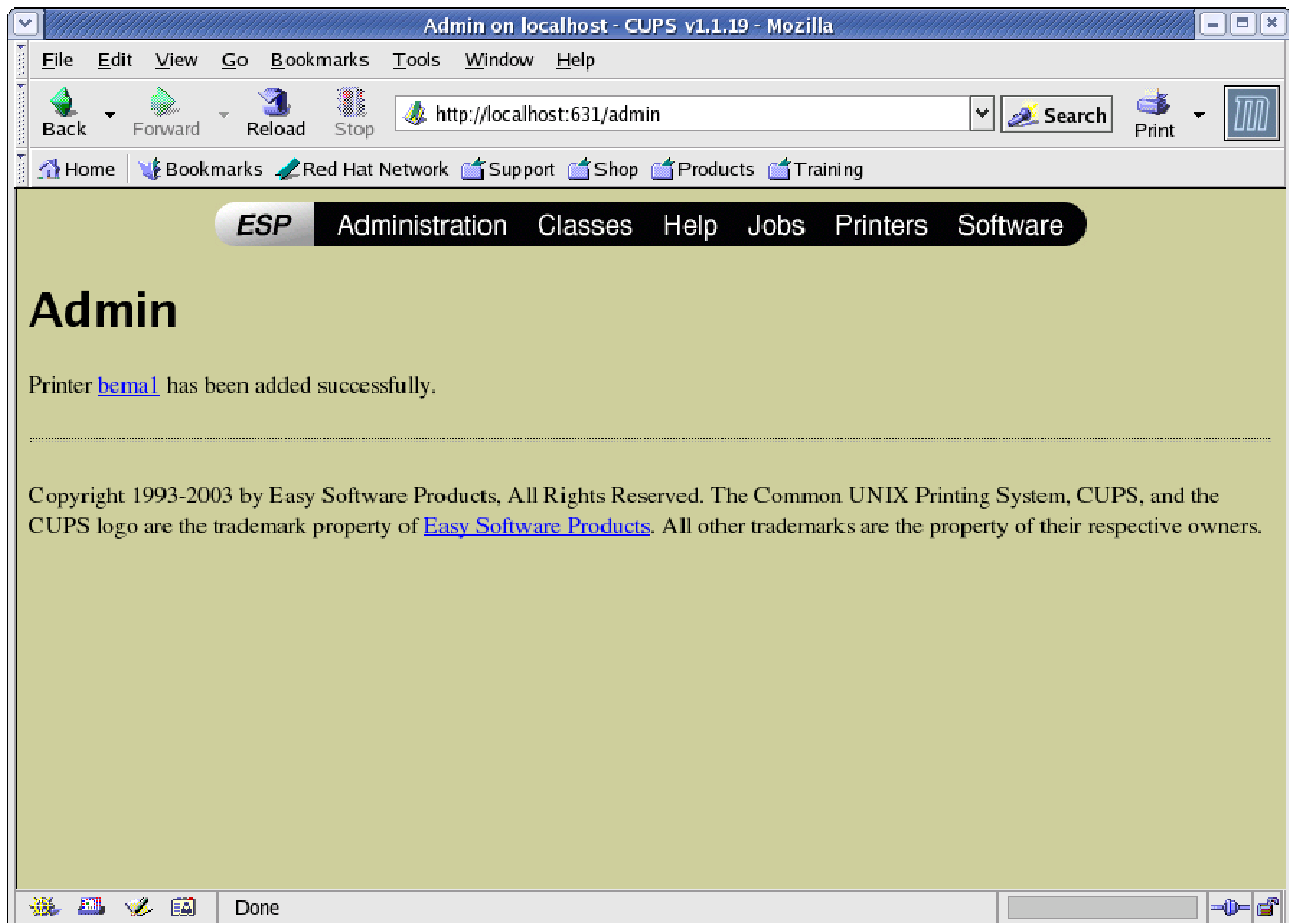 Admin on localhost - CUPS v1.1.19 - Mozilla
File Edit View Go Bookmarks Tools Window Help
Back Forward Reload Stop http://localhost:631/admin Search Print
Home Bookmarks Red Hat Network Support Shop Products Training
ESP Administration Classes Help Jobs Printers Software
Admin
Printer bema1 has been added successfully.
Copyright 1993-2003 by Easy Software Products, All Rights Reserved. The Common UNIX Printing System, CUPS, and the
CUPS logo are the trademark property of Easy Software Products. All other trademarks are the property of their respective owners.
Done